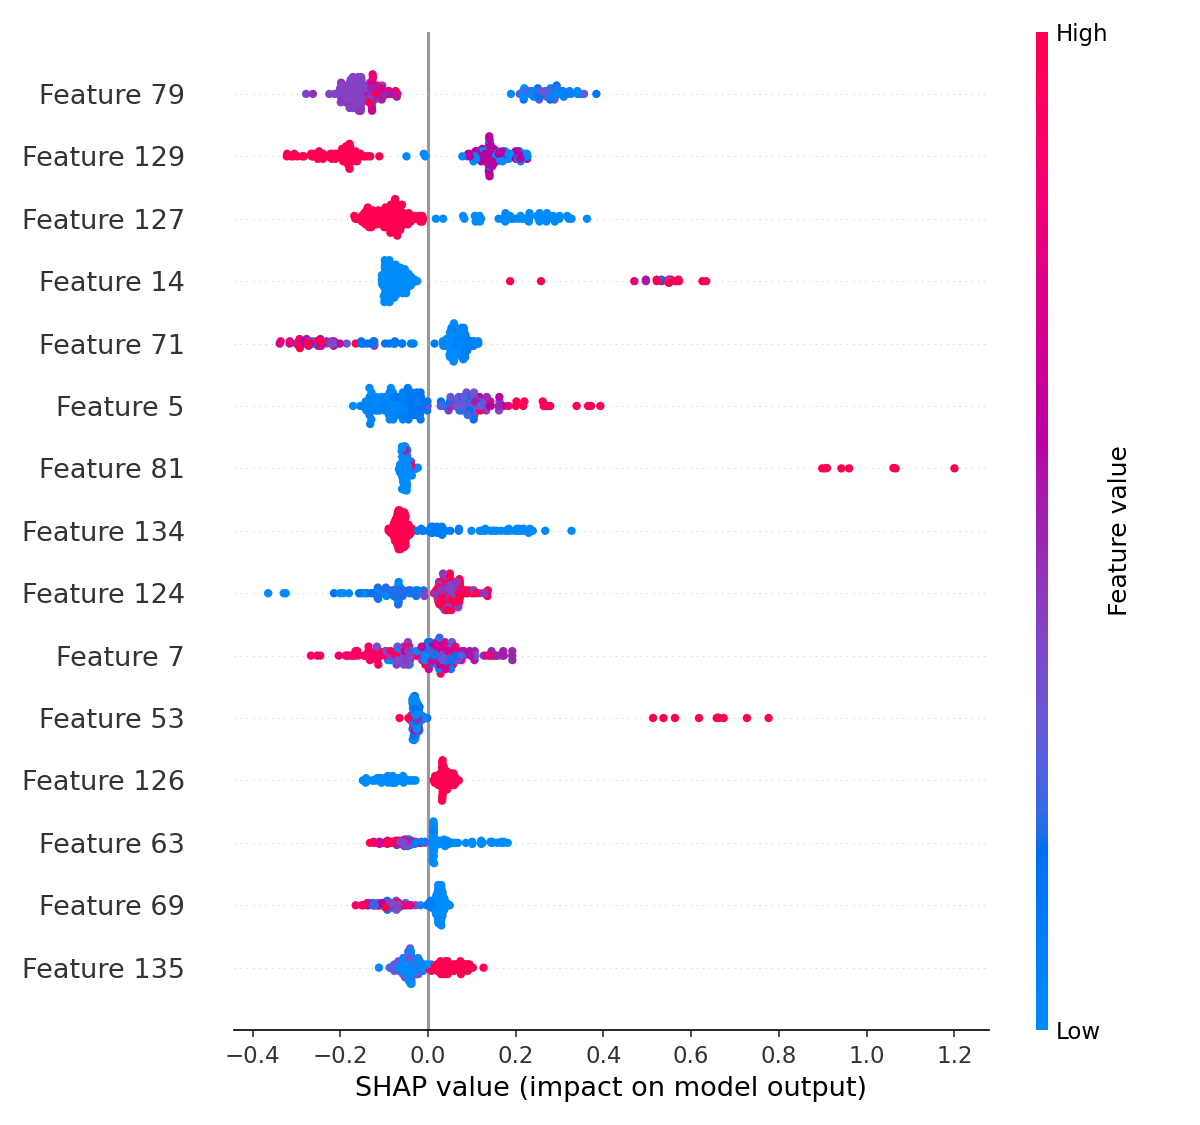 High
Feature 79
Feature 129
Feature 127
Feature 14
Feature 71
Feature 5
Feature 81
Feature 134
Feature 124
Feature 7
Feature 53
Feature 126
Feature 63
Feature 69
Feature 135
Feature value
Low
−0.4 −0.2 0.0 0.2 0.4 0.6 0.8 1.0 1.2
SHAP value (impact on model output)